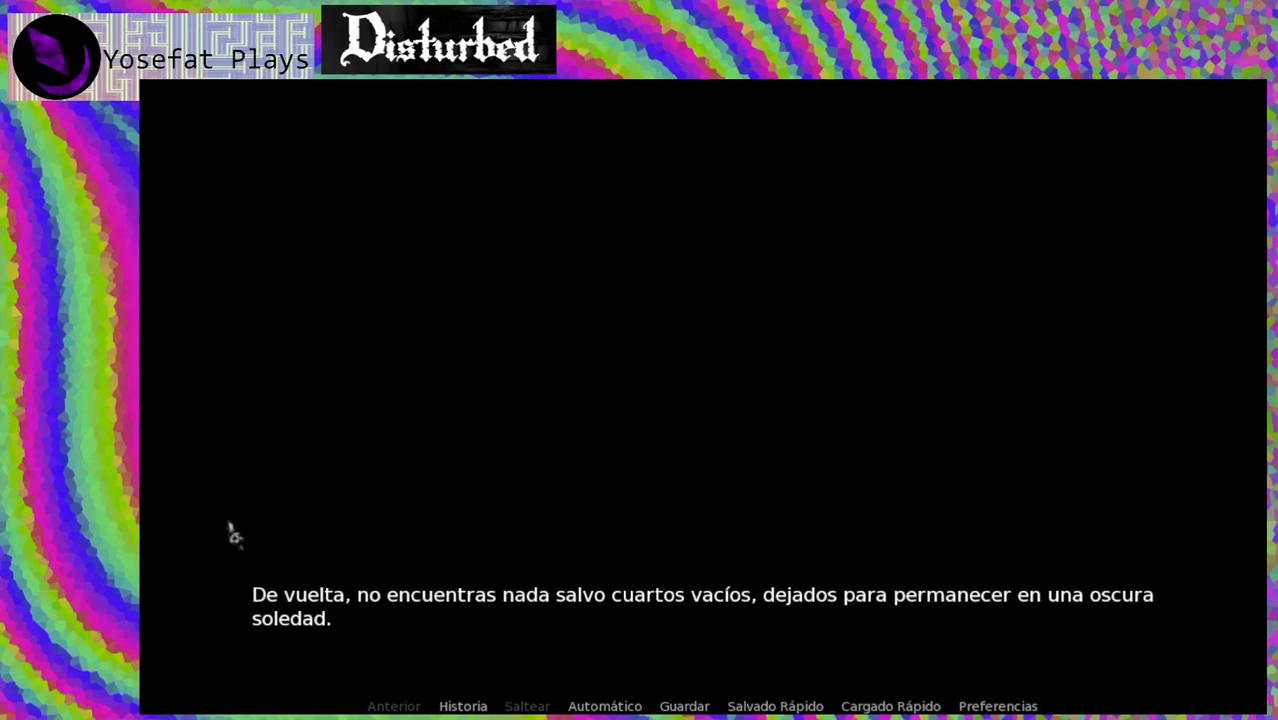 Yosefat Plays
Disturbed
De vuelta, no encuentras nada salvo cuartos vacíos, dejados para permanecer en una oscura
soledad.
Anterior Historia Saltear Automático Guardar Salvado Rápido Cargado Rápido Preferencias